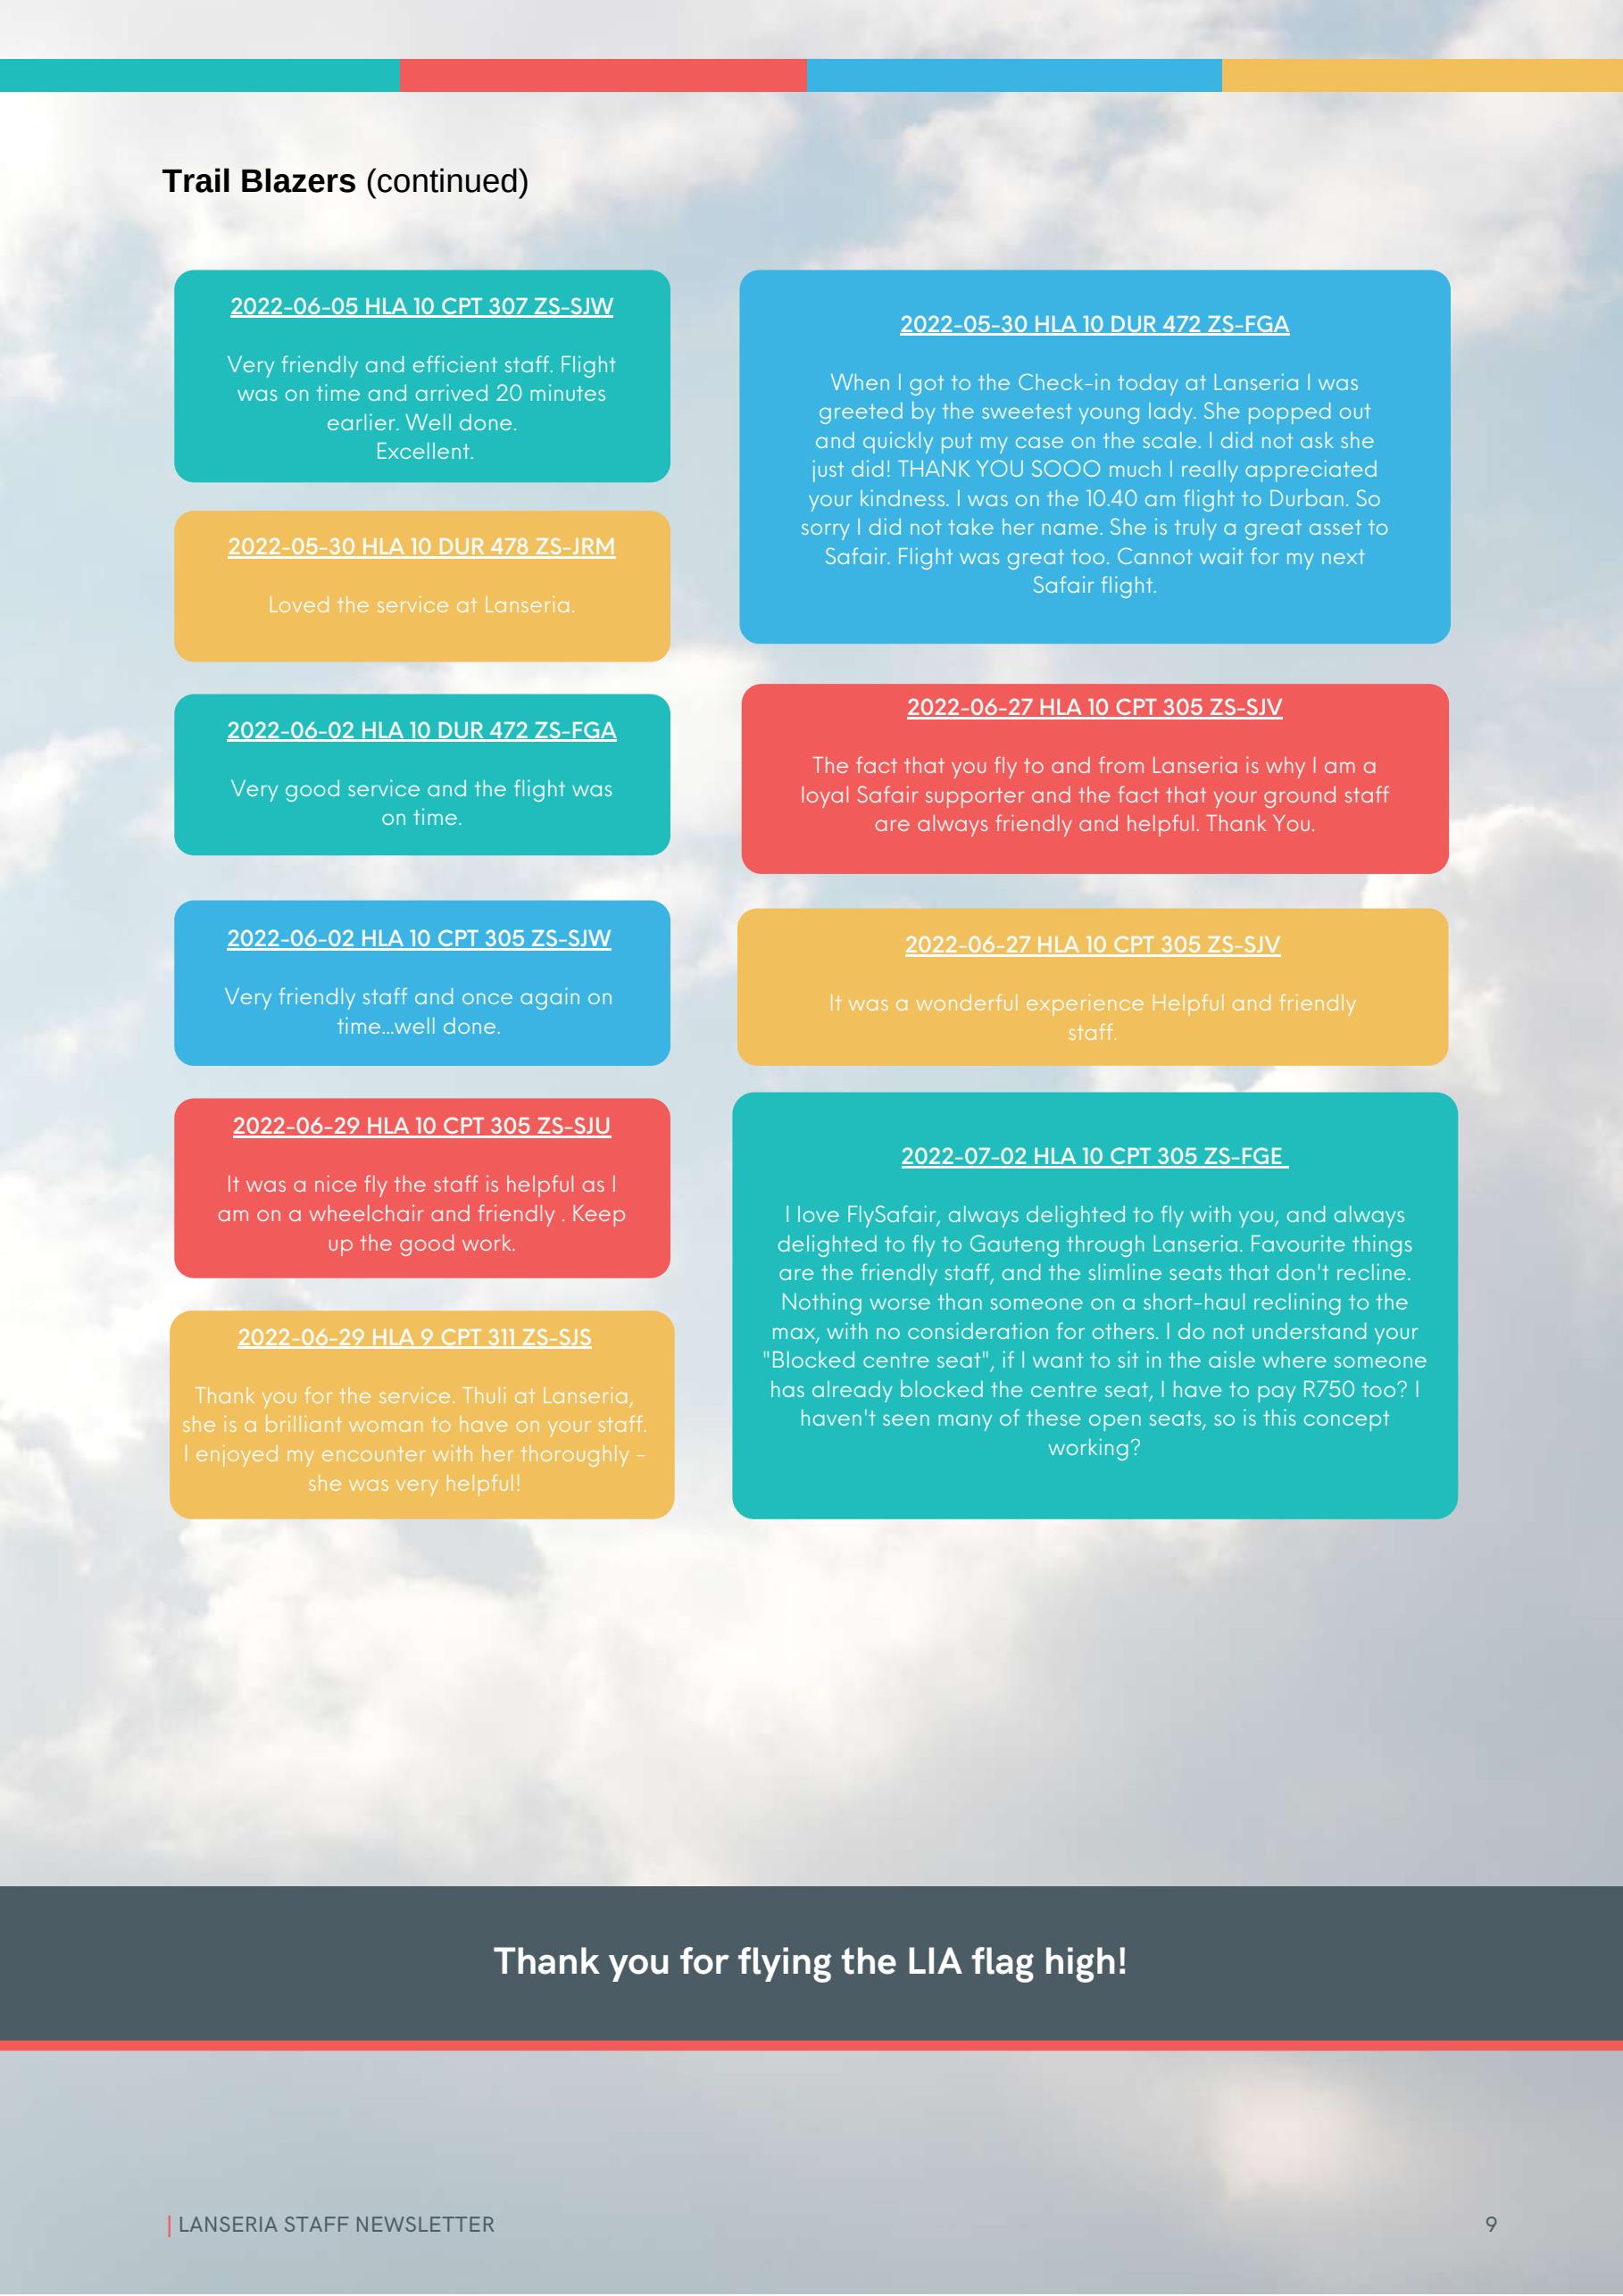 Trail Blazers (continued)
2022-06-05 HLA 10 CPT 307 ZS-SJW
Very friendly and efficient staff. Flight
was on time and arrived 20 minutes
earlier. Well done.
Excellent.
2022-05-30 HLA 10 DUR 478 ZS-JRM
Loved the service at Lanseria.
2022-06-02 HLA 10 DUR 472 ZS-FGA
Very good service and the flight was
on time.
2022-06-02 HLA 10 CPT 305 ZS-SJW
Very friendly staff and once again on
time...well done.
2022-06-29 HLA 10 CPT 305 ZS-SJU
It was a nice fly the staff is helpful as I
am on a wheelchair and friendly . Keep
up the good work.
2022-06-29 HLA 9 CPT 311 ZS-SJS
Thank you for the service. Thuli at Lanseria,
she is a brilliant woman to have on your staff.
I enjoyed my encounter with her thoroughly -
she was very helpful!
2022-05-30 HLA 10 DUR 472 ZS-FGA
When I got to the Check-in today at Lanseria I was
greeted by the sweetest young lady. She popped out
and quickly put my case on the scale. I did not ask she
just did! THANK YOU SOOO much I really appreciated
your kindness. I was on the 10.40 am flight to Durban. So
sorry I did not take her name. She is truly a great asset to
Safair. Flight was great too. Cannot wait for my next
Safair flight.
2022-06-27 HLA 10 CPT 305 ZS-SJV
The fact that you fly to and from Lanseria is why I am a
loyal Safair supporter and the fact that your ground staff
are always friendly and helpful. Thank You.
2022-06-27 HLA 10 CPT 305 ZS-SJV
It was a wonderful experience Helpful and friendly
staff.
2022-07-02 HLA 10 CPT 305 ZS-FGE
I love FlySafair, always delighted to fly with you, and always
delighted to fly to Gauteng through Lanseria. Favourite things
are the friendly staff, and the slimline seats that don't recline.
Nothing worse than someone on a short-haul reclining to the
max, with no consideration for others. I do not understand your
"Blocked centre seat", if I want to sit in the aisle where someone
has already blocked the centre seat, I have to pay R750 too? I
haven't seen many of these open seats, so is this concept
working?
Thank you for flying the LIA flag high!
| LANSERIA STAFF NEWSLETTER
9